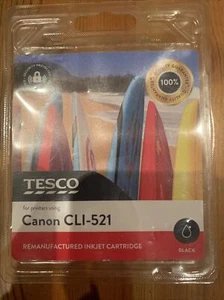 100%
TESCO
for printers using
Canon CLI-521
REMANUFACTURED INKJET CARTRIDGE
BLACK